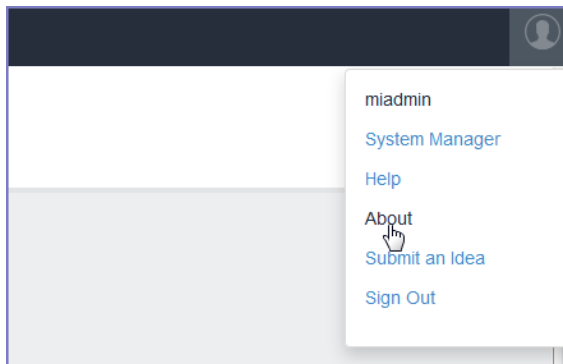 miadmin
System Manager
Help
About
Submit an Idea
Sign Out